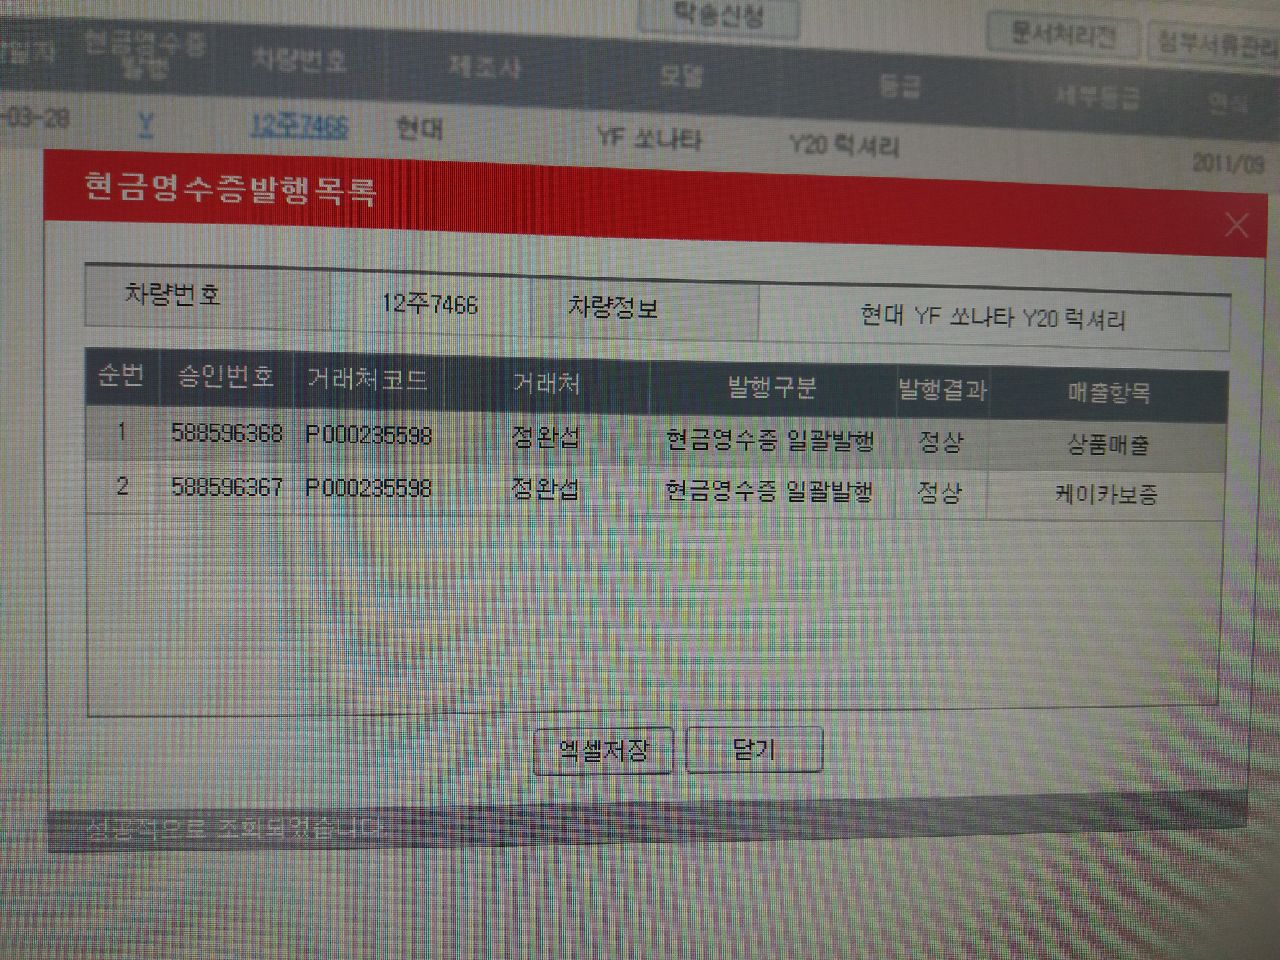 탁송신청
문서처리전 첨부서류관리
현금영수증발행 차량번호 제조사 모델 등급 세부등급 연식
-03-28 Y 12주7466 현대 YF 쏘나타 Y20 럭셔리 2011/09
현금영수증발행목록
차량번호 12주7466 차량정보 현대 YF 쏘나타 Y20 럭셔리
순번 승인번호 거래처코드 거래처 발행구분 발행결과 매출항목
1 588596368 P000235598 정완섭 현금영수증 일괄발행 정상 상품매출
2 588596367 P000235598 정완섭 현금영수증 일괄발행 정상 케이카보증
엑셀저장 닫기
성공적으로 조회되었습니다